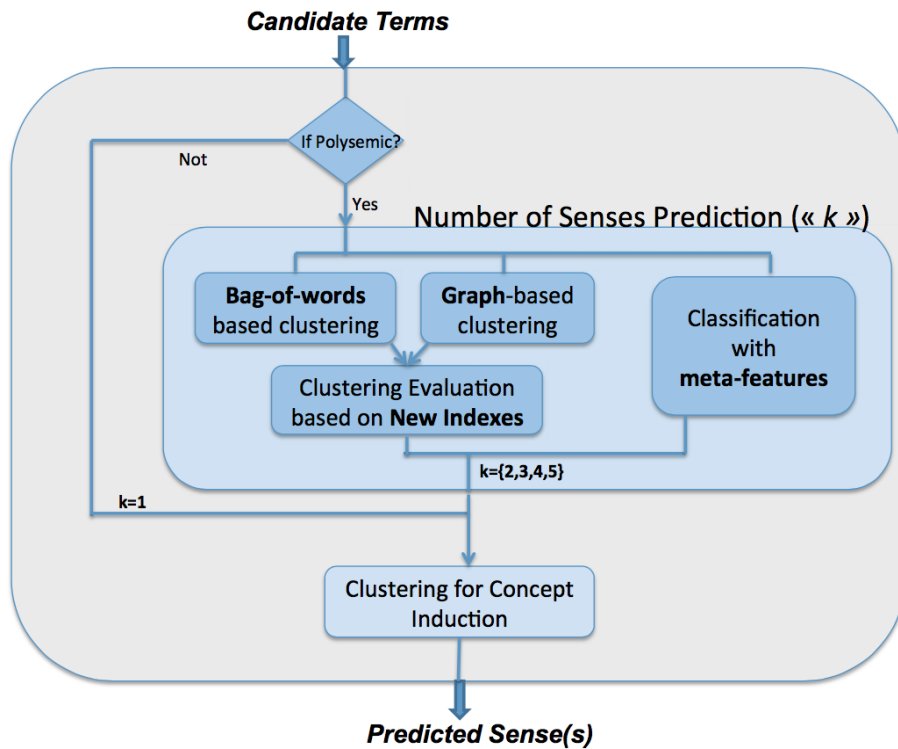 Candidate Terms
If Polysemic?
Not
Yes
Number of Senses Prediction (« k »)
Bag-of-words
based clustering
Graph-based
clustering
Classification
with
meta-features
Clustering Evaluation
based on New Indexes
k={2,3,4,5}
k=1
Clustering for Concept
Induction
Predicted Sense(s)